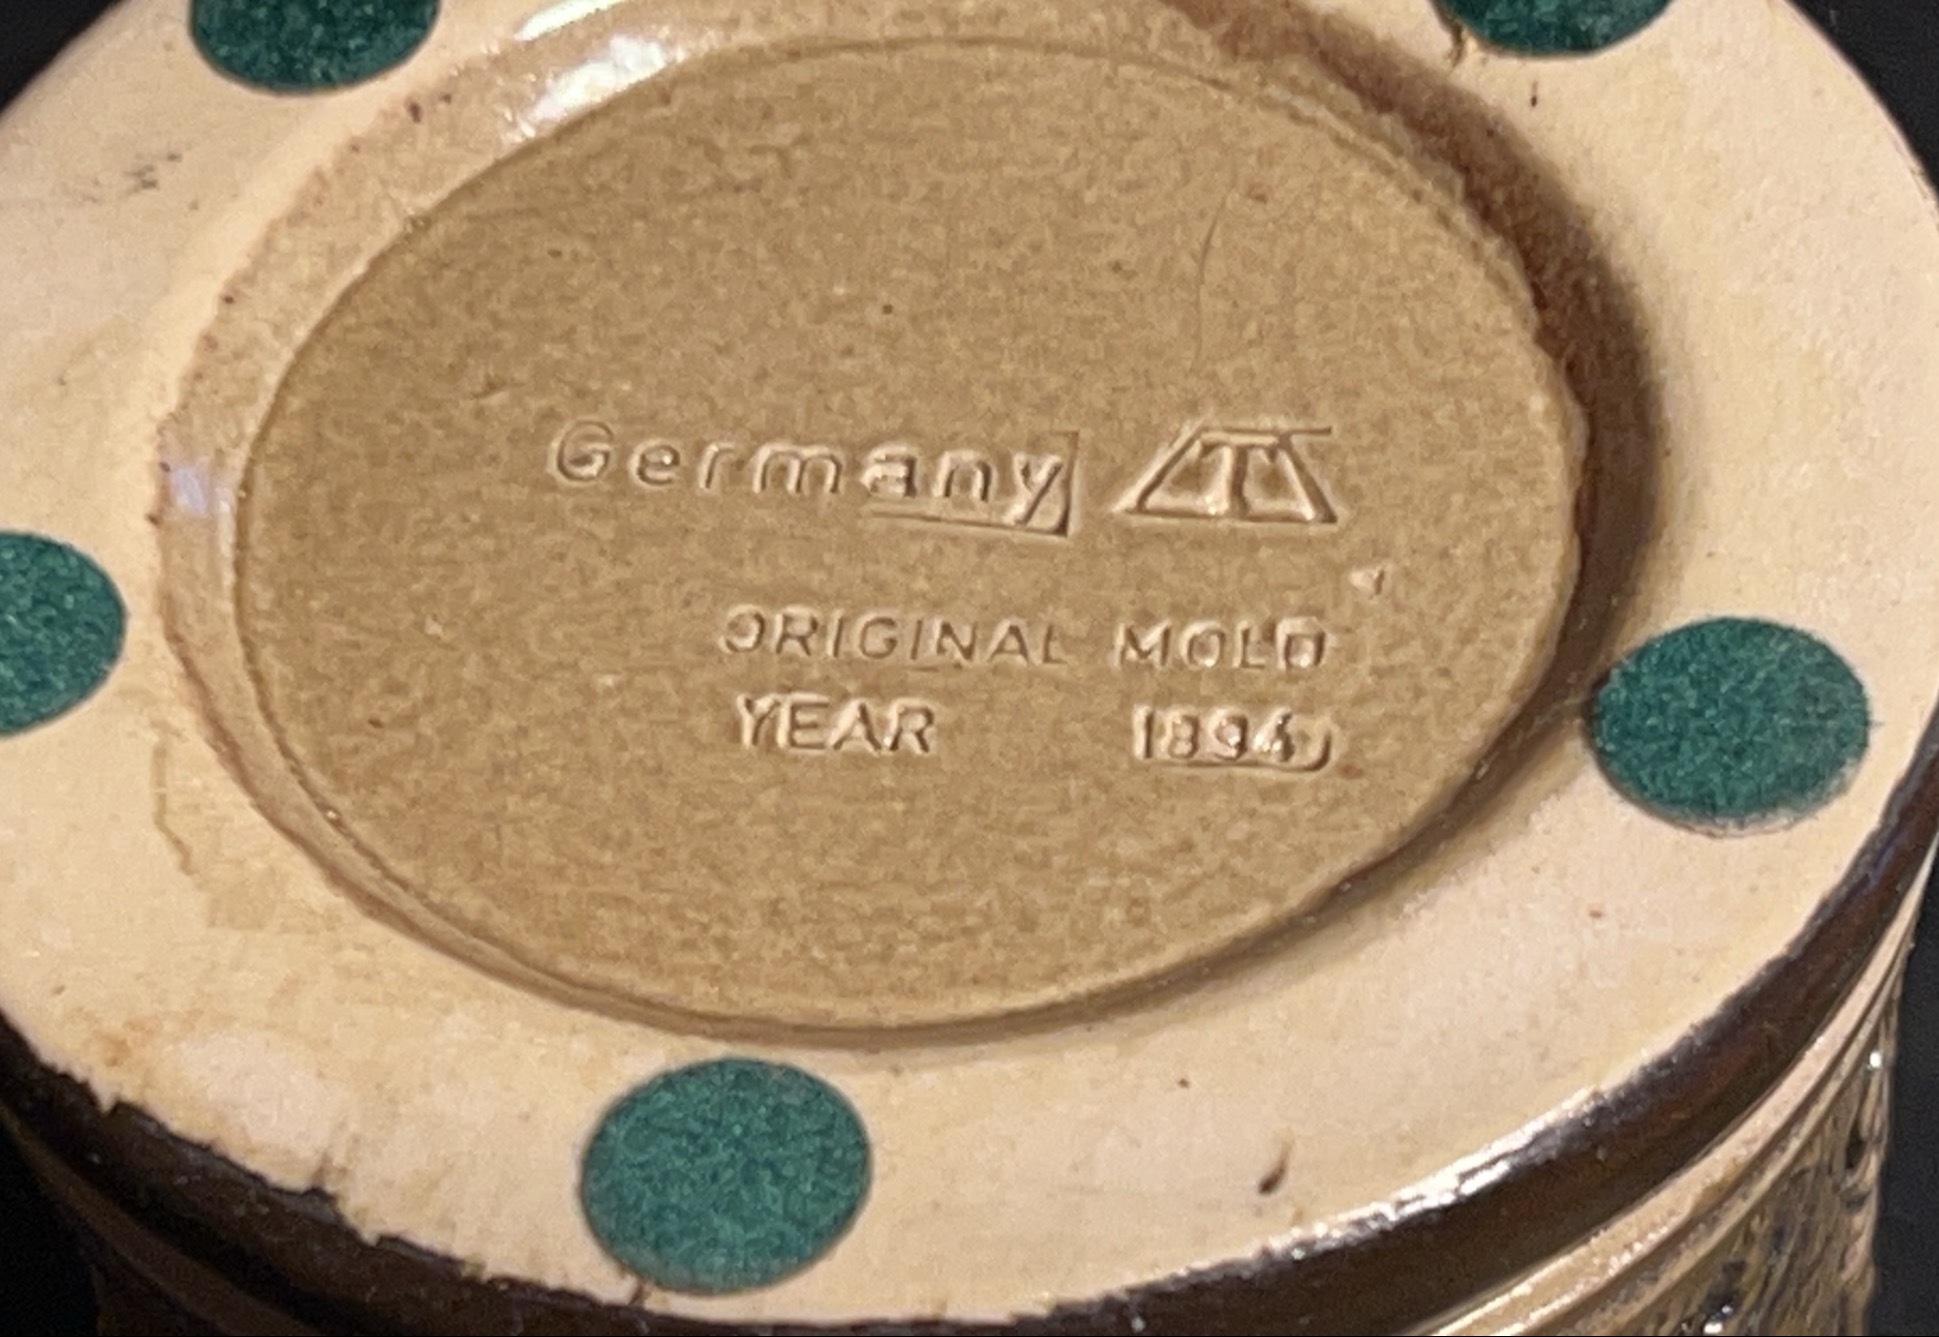 Germany
ORIGINAL MOLD
YEAR 1894